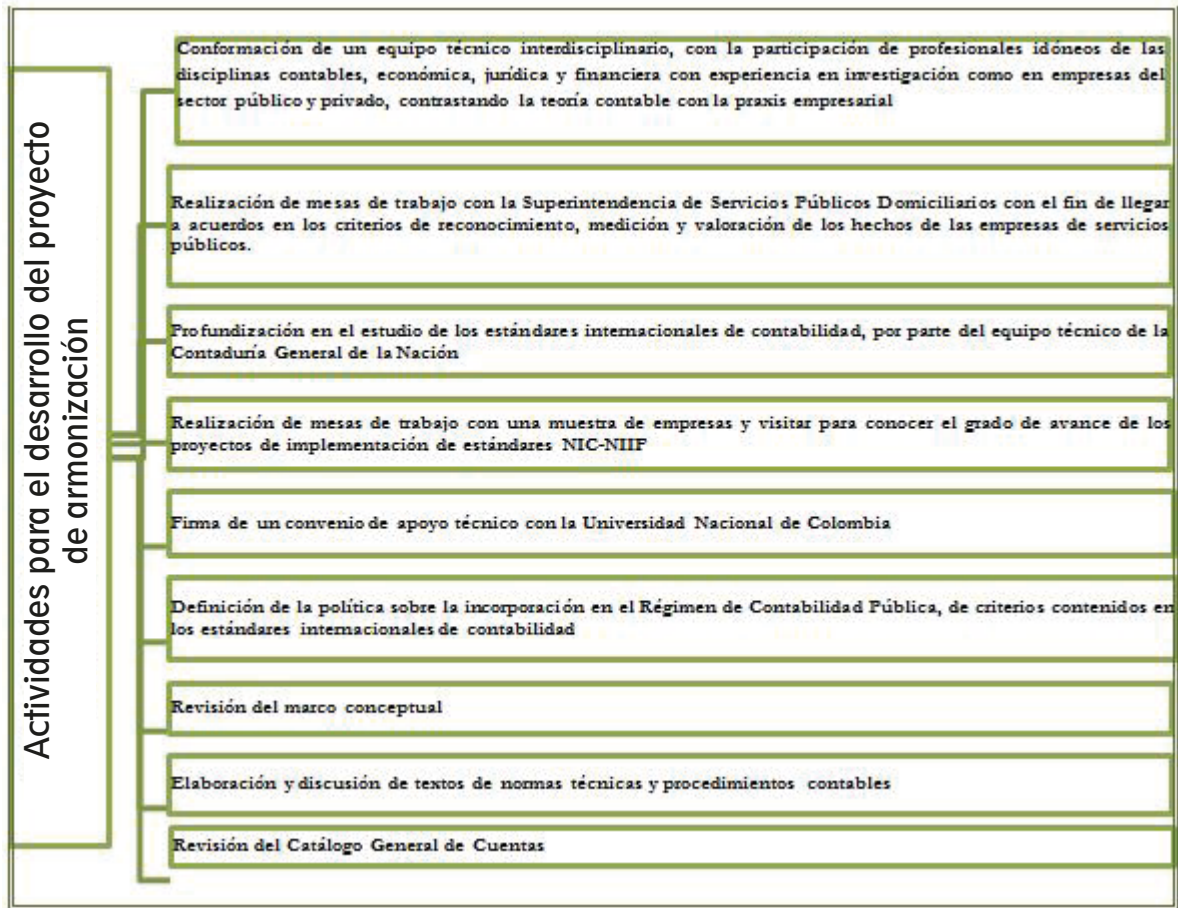 Actividades para el desarrollo del proyecto
de armonización
Conformación de un equipo técnico interdisciplinario, con la participación de profesionales idóneos de las
disciplinas contables, económica, jurídica y financiera con experiencia en investigación como en empresas del
sector público y privado, contrastando la teoría contable con la praxis empresarial
Realización de mesas de trabajo con la Superintendencia de Servicios Públicos Domiciliarios con el fin de llegar
a acuerdos en los criterios de reconocimiento, medición y valoración de los hechos de las empresas de servicios
públicos.
Profundización en el estudio de los estándares internacionales de contabilidad, por parte del equipo técnico de la
Contaduría General de la Nación
Realización de mesas de trabajo con una muestra de empresas y visitar para conocer el grado de avance de los
proyectos de implementación de estándares NIC-NIIF
Firma de un convenio de apoyo técnico con la Universidad Nacional de Colombia
Definición de la política sobre la incorporación en el Régimen de Contabilidad Pública, de criterios contenidos en
los estándares internacionales de contabilidad
Revisión del marco conceptual
Elaboración y discusión de textos de normas técnicas y procedimientos contables
Revisión del Catálogo General de Cuentas